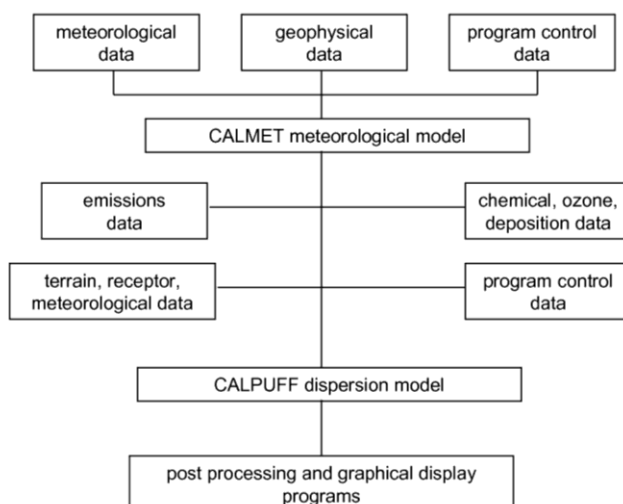 meteorological
data
geophysical
data
program control
data
CALMET meteorological model
emissions
data
chemical, ozone,
deposition data
terrain, receptor,
meteorological data
program control
data
CALPUFF dispersion model
post processing and graphical display
programs